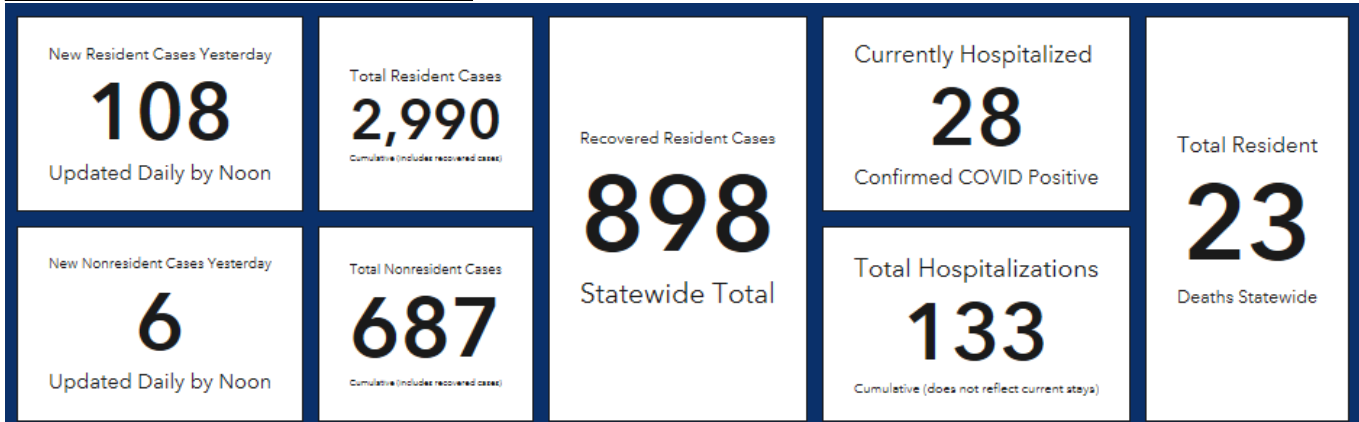 New Resident Cases Yesterday
108
Updated Daily by Noon
New Nonresident Cases Yesterday
6
Updated Daily by Noon
Total Resident Cases
2,990
Cumulative (includes recovered cases)
Total Nonresident Cases
687
Cumulative (includes recovered cases)
Recovered Resident Cases
898
Statewide Total
Currently Hospitalized
28
Confirmed COVID Positive
Total Hospitalizations
133
Cumulative (does not reflect current stays)
Total Resident
23
Deaths Statewide